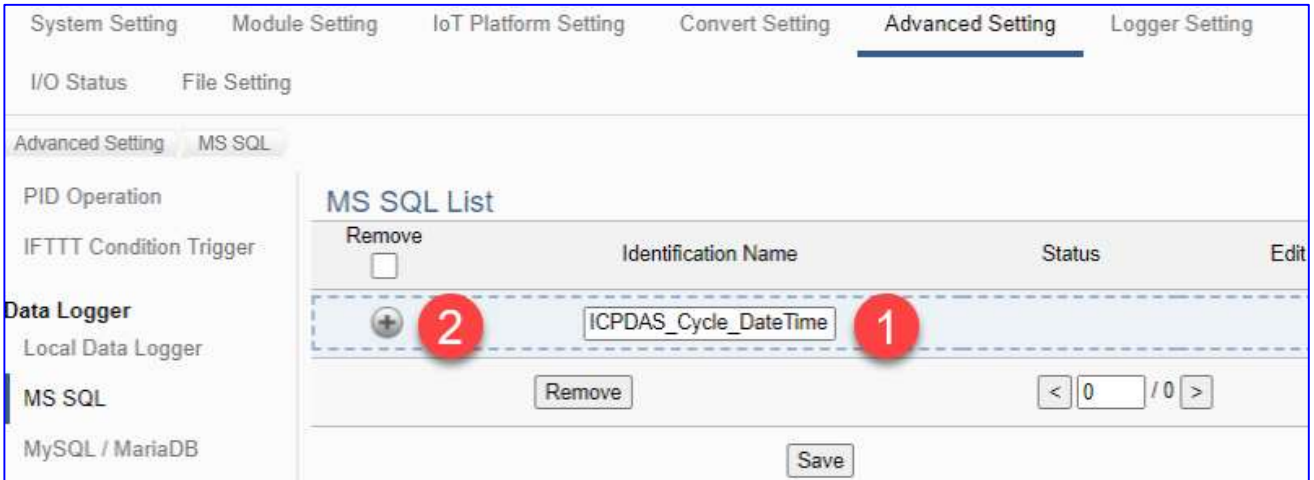 System Setting Module Setting IoT Platform Setting Convert Setting Advanced Setting Logger Setting
I/O Status File Setting
Advanced Setting MS SQL
PID Operation
IFTTT Condition Trigger
Data Logger
Local Data Logger
MS SQL
MySQL / MariaDB
MS SQL List
Remove Identification Name Status Edit
2 ICPDAS_Cycle_DateTime 1
Remove < 0 / 0 >
Save